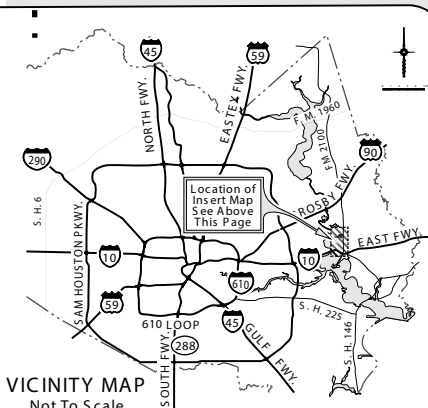 45
59
NORTH FWY.
EASTEX FWY.
F. M. 1960
FM 2100
90
290
Location of
Insert Map
See Above
This Page
ROSBY FWY.
S. H. 6
SAM HOUSTON PKWY.
EAST FWY.
10
10
610
59
S. H. 225
610 LOOP
45
GULF FWY.
288
S. H. 146
SOUTH FWY.
VICINITY MAP
Not To Scale